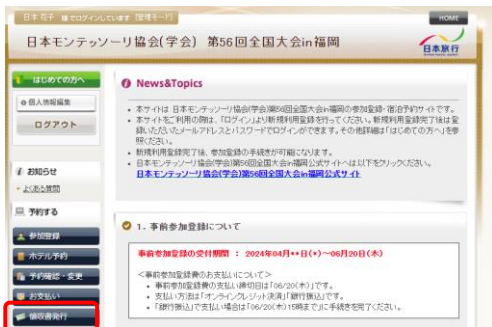 日本 花子 様 でログインしています [管理モード]
HOME
日本モンテッソーリ協会(学会) 第56回全国大会in福岡
日本旅行
はじめての方へ
個人情報編集
ログアウト
お知らせ
よくある質問
予約する
参加登録
ホテル予約
予約確認・変更
お支払い
領収書発行
News&Topics
本サイトは 日本モンテッソーリ協会(学会)第56回全国大会in福岡の参加登録・宿泊予約サイトです。
本サイトをご利用の際は、「ログイン」より新規利用登録を行ってください。新規利用登録完了後は登
録いただいたメールアドレスとパスワードでログインができます。その他詳細は「はじめての方へ」を参
照ください。
新規利用登録完了後、参加登録の手続きが可能になります。
日本モンテッソーリ協会(学会)第56回全国大会in福岡公式サイトへは以下をクリックください。
日本モンテッソーリ協会(学会)第56回全国大会in福岡公式サイト
1. 事前参加登録について
事前参加登録の受付期間 : 2024年04月**日(*)~06月20日(木)
<事前参加登録費のお支払いについて>
事前参加登録費の支払い締切日は「06/20(木)」です。
支払い方法は「オンラインクレジット決済」「銀行振込」です。
「銀行振込」で支払い場合は「06/20(木)15時まで」に手続きを完了ください。